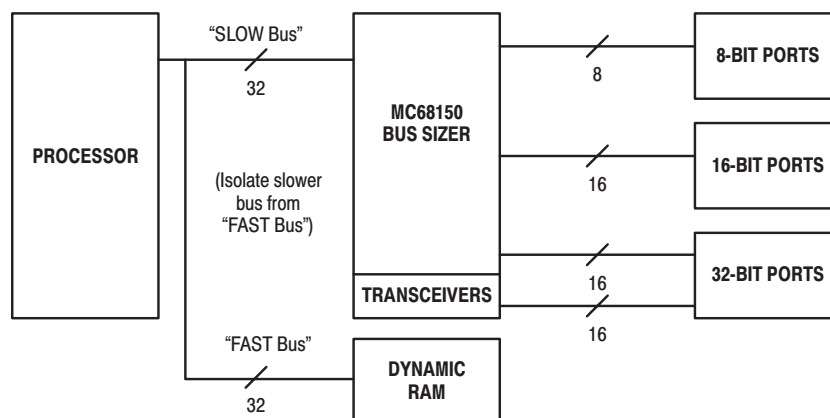 “SLOW Bus”
32
PROCESSOR
(Isolate slower
bus from
“FAST Bus”)
“FAST Bus”
32
MC68150
BUS SIZER
TRANSCEIVERS
DYNAMIC
RAM
8
8-BIT PORTS
16
16-BIT PORTS
16
16
32-BIT PORTS